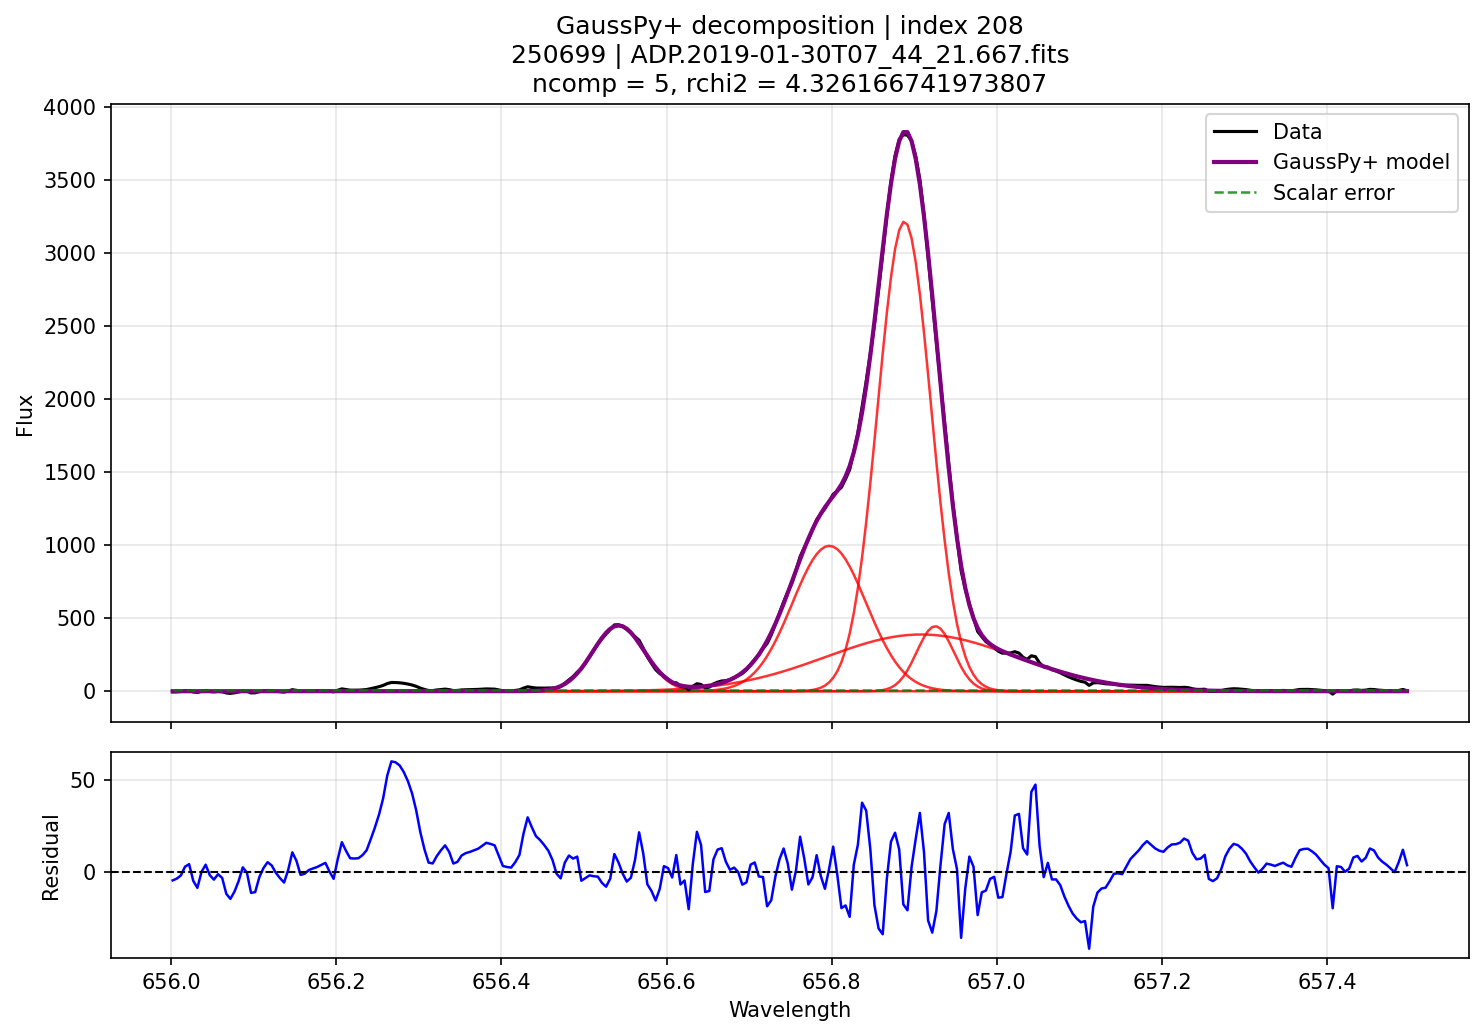 GaussPy+ decomposition | index 208
250699 | ADP.2019-01-30T07_44_21.667.fits
ncomp = 5, rchi2 = 4.326166741973807
4000
3500
3000
2500
2000
1500
1000
500
0
Flux
Data
GaussPy+ model
Scalar error
50
0
Residual
656.0
656.2
656.4
656.6
656.8
657.0
657.2
657.4
Wavelength